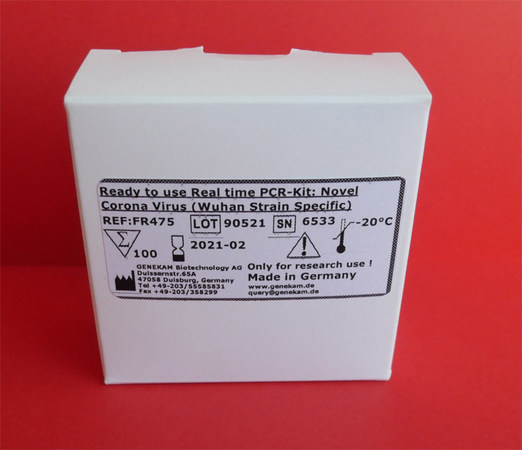 Ready to use Real time PCR-Kit: Novel
Corona Virus (Wuhan Strain Specific)
REF:FR475 LOT 90521 SN 6533 -20°C
Σ 100 2021-02
GENEKAM Biotechnology AG
Duissernstr.65A
47058 Duisburg, Germany
Tel +49-203/55585831
Fax +49-203/358299
Only for research use !
Made in Germany
www.genekam.de
query@genekam.de